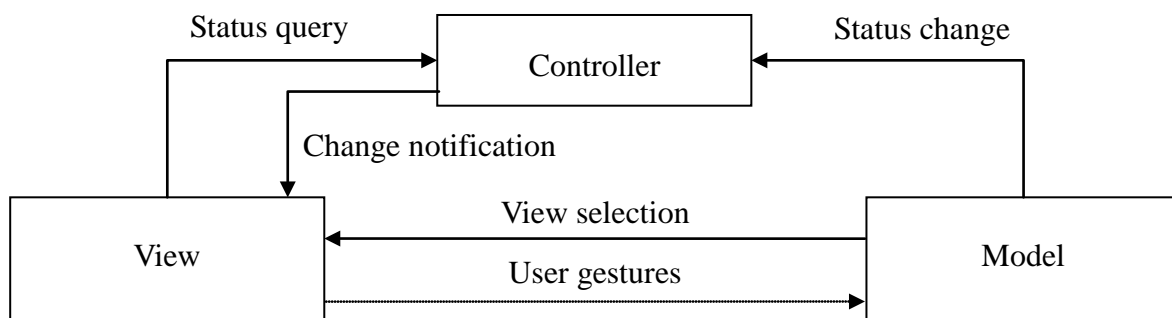 Status query
Status change
Controller
Change notification
View selection
View
Model
User gestures